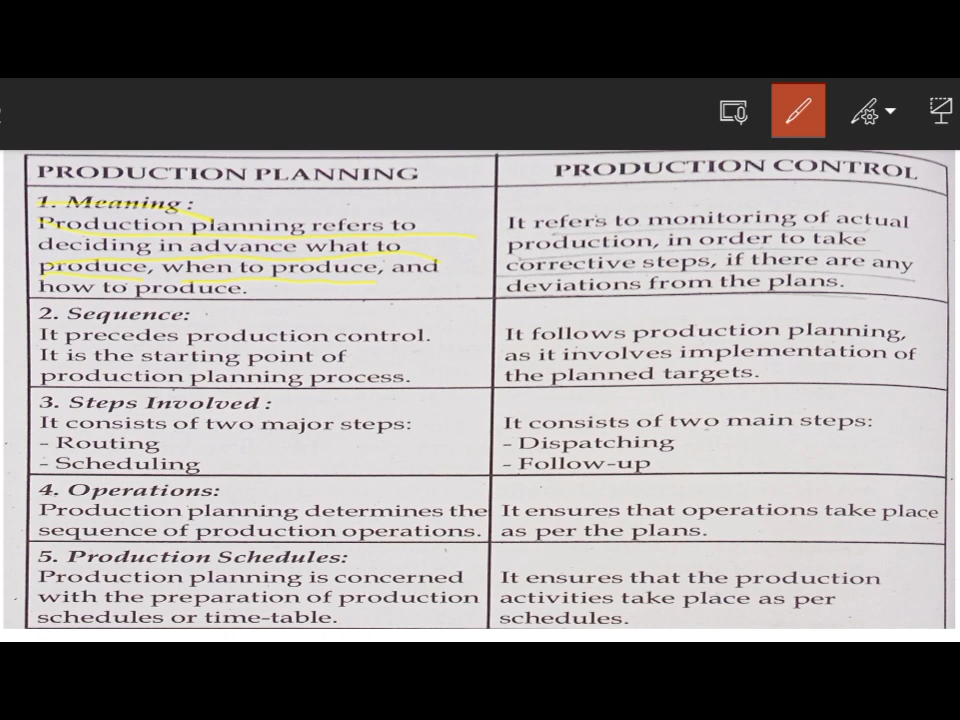 PRODUCTION PLANNING
PRODUCTION CONTROL
1. Meaning :
Production planning refers to
deciding in advance what to
produce, when to produce, and
how to produce.
It refers to monitoring of actual
production, in order to take
corrective steps, if there are any
deviations from the plans.
2. Sequence:
It precedes production control.
It is the starting point of
production planning process.
It follows production planning,
as it involves implementation of
the planned targets.
3. Steps Involved :
It consists of two major steps:
- Routing
- Scheduling
It consists of two main steps:
- Dispatching
- Follow-up
4. Operations:
Production planning determines the
sequence of production operations.
It ensures that operations take place
as per the plans.
5. Production Schedules:
Production planning is concerned
with the preparation of production
schedules or time-table.
It ensures that the production
activities take place as per
schedules.